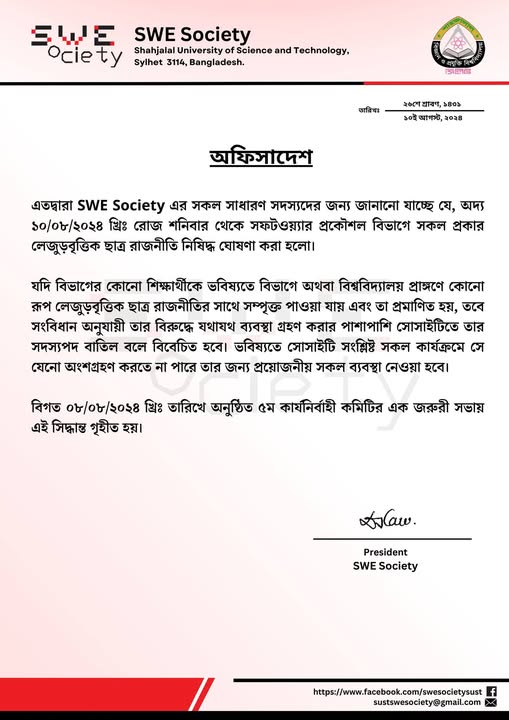 SWE
Society
SWE Society
Shahjalal University of Science and Technology,
Sylhet 3114, Bangladesh.
তারিখঃ
২৬শে শ্রাবণ, ১৪৩১
১০ই আগস্ট, ২০২৪
অফিসাদেশ
এতদ্বারা SWE Society এর সকল সাধারণ সদস্যদের জন্য জানানো যাচ্ছে যে, অদ্য
১০/০৮/২০২৪ খ্রিঃ রোজ শনিবার থেকে সফটওয়্যার প্রকৌশল বিভাগে সকল প্রকার
লেজুড়বৃত্তিক ছাত্র রাজনীতি নিষিদ্ধ ঘোষণা করা হলো।
যদি বিভাগের কোনো শিক্ষার্থীকে ভবিষ্যতে বিভাগে অথবা বিশ্ববিদ্যালয় প্রাঙ্গণে কোনো
রূপ লেজুড়বৃত্তিক ছাত্র রাজনীতির সাথে সম্পৃক্ত পাওয়া যায় এবং তা প্রমাণিত হয়, তবে
সংবিধান অনুযায়ী তার বিরুদ্ধে যথাযথ ব্যবস্থা গ্রহণ করার পাশাপাশি সোসাইটিতে তার
সদস্যপদ বাতিল বলে বিবেচিত হবে। ভবিষ্যতে সোসাইটি সংশ্লিষ্ট সকল কার্যক্রমে সে
যেনো অংশগ্রহণ করতে না পারে তার জন্য প্রয়োজনীয় সকল ব্যবস্থা নেওয়া হবে।
বিগত ০৮/০৮/২০২৪ খ্রিঃ তারিখে অনুষ্ঠিত ৫ম কার্যনির্বাহী কমিটির এক জরুরী সভায়
এই সিদ্ধান্ত গৃহীত হয়।
President
SWE Society
https://www.facebook.com/swesocietysust
sustswesociety@gmail.com